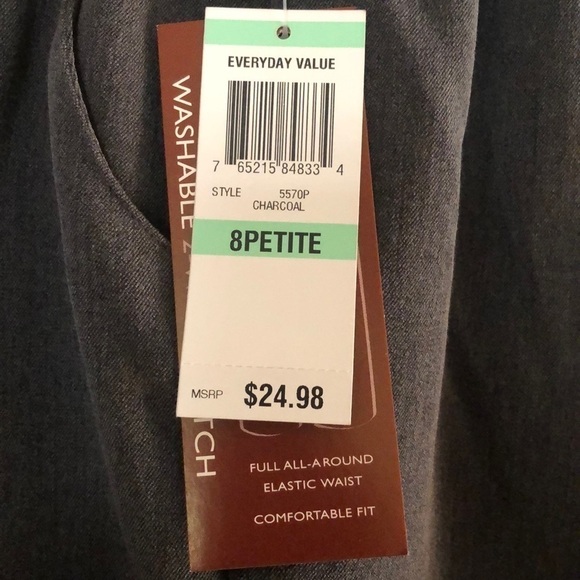 EVERYDAY VALUE
7 65215 84833 4
STYLE 5570P
CHARCOAL
8PETITE
MSRP $24.98
WASHABLE
TCH
FULL ALL-AROUND
ELASTIC WAIST
COMFORTABLE FIT